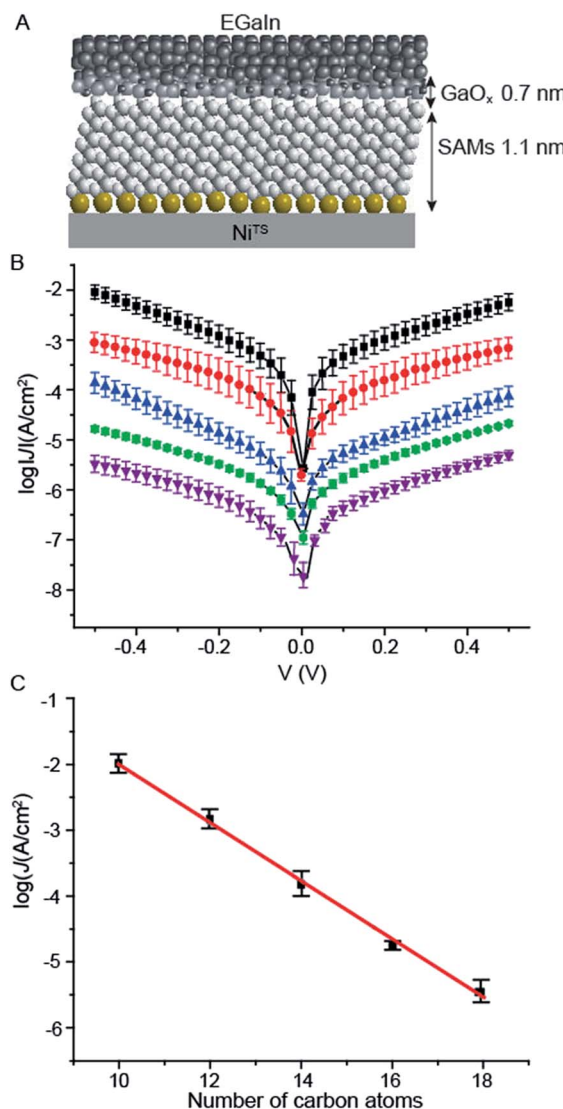 A
EGaIn
GaOₓ 0.7 nm
SAMs 1.1 nm
Niᵀˢ
B
-2
-3
-4
-5
-6
-7
-8
log|J|(A/cm²)
-0.4 -0.2 0.0 0.2 0.4
V (V)
C
-1
-2
-3
-4
-5
-6
log(J(A/cm²)
10 12 14 16 18
Number of carbon atoms